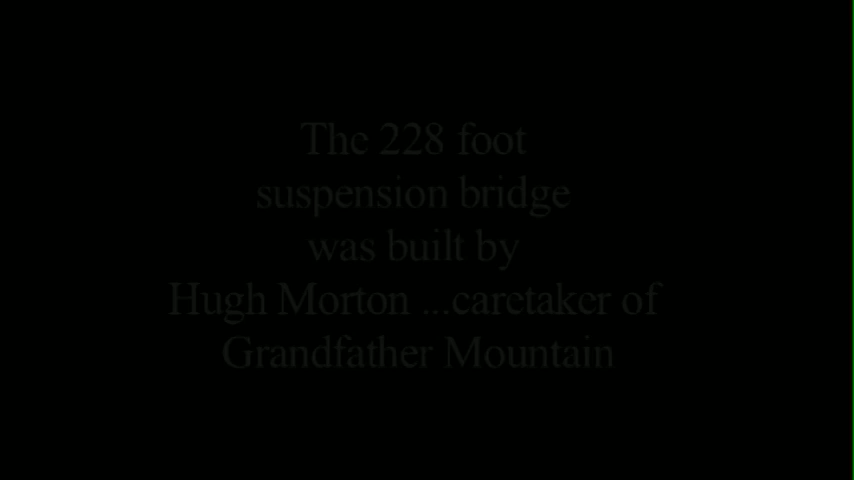 The 228 foot
suspension bridge
was built by
Hugh Morton ...caretaker of
Grandfather Mountain